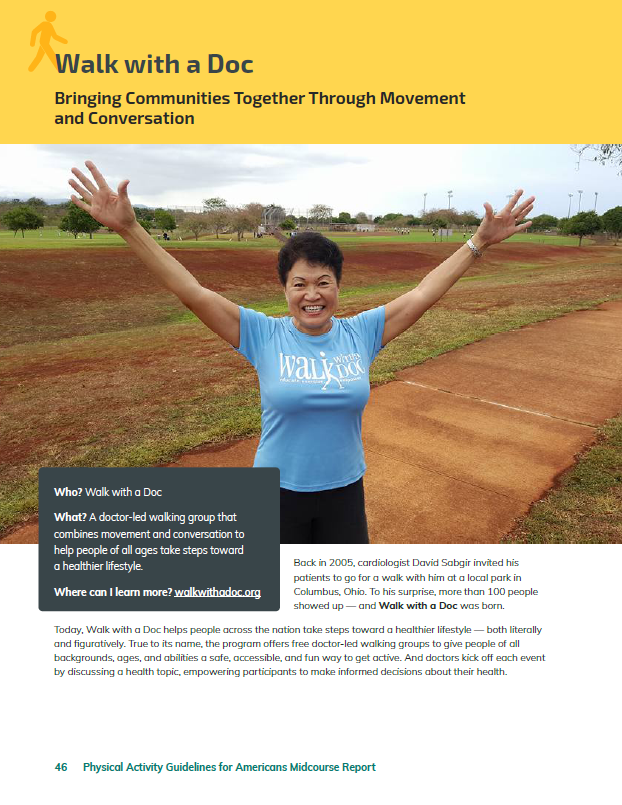 Walk with a Doc
Bringing Communities Together Through Movement
and Conversation
WALK
WITH A
DOC
Who? Walk with a Doc
What? A doctor-led walking group that
combines movement and conversation to
help people of all ages take steps toward
a healthier lifestyle.
Where can I learn more? walkwithadoc.org
Back in 2005, cardiologist David Sabgir invited his
patients to go for a walk with him at a local park in
Columbus, Ohio. To his surprise, more than 100 people
showed up — and Walk with a Doc was born.
Today, Walk with a Doc helps people across the nation take steps toward a healthier lifestyle — both literally
and figuratively. True to its name, the program offers free doctor-led walking groups to give people of all
backgrounds, ages, and abilities a safe, accessible, and fun way to get active. And doctors kick off each event
by discussing a health topic, empowering participants to make informed decisions about their health.
46 Physical Activity Guidelines for Americans Midcourse Report